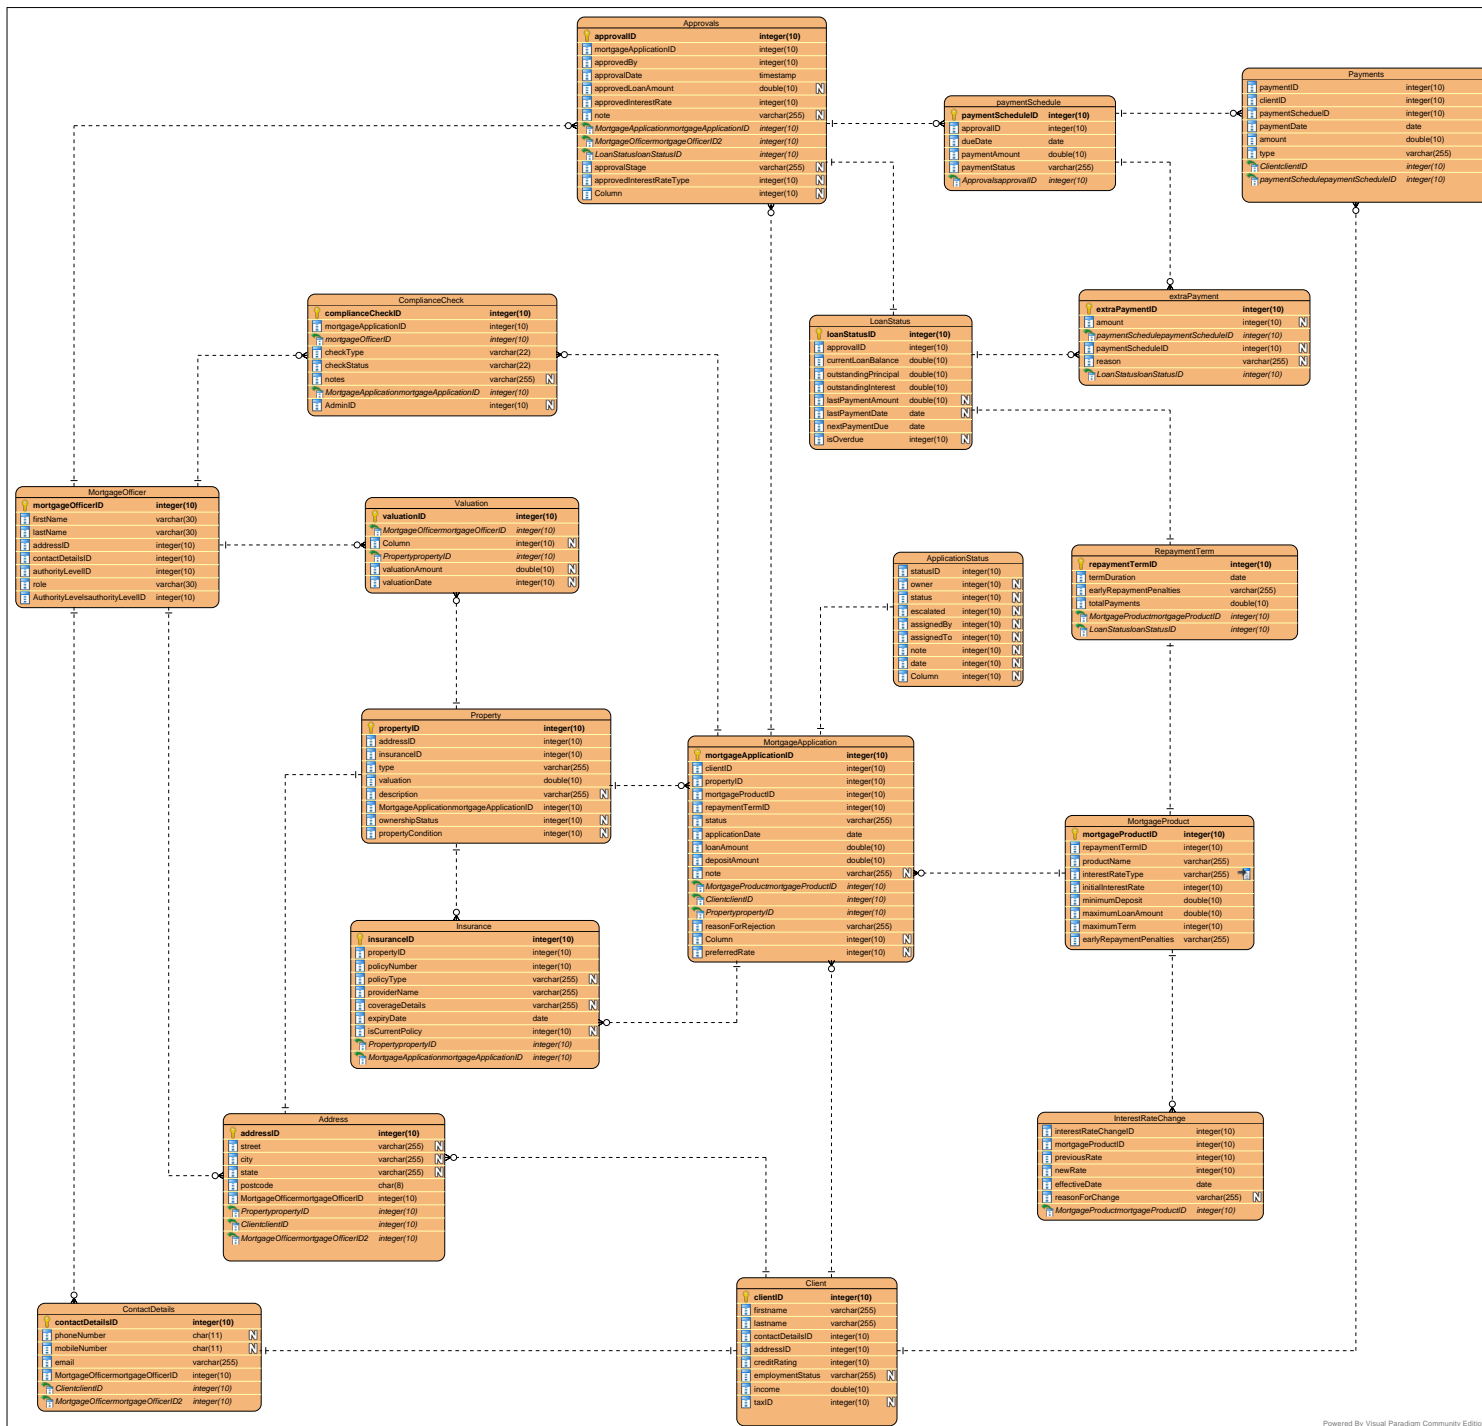 Approvals
approvalID integer(10)
mortgageApplicationID integer(10)
approvedBy integer(10)
approvalDate timestamp
approvedLoanAmount double(10) N
approvedInterestRate integer(10)
note varchar(255) N
MortgageApplicationmortgageApplicationID integer(10)
MortgageOfficermortgageOfficerID2 integer(10)
LoanStatusloanStatusID integer(10)
approvalStage varchar(255) N
approvedInterestRateType integer(10) N
Column integer(10) N
paymentSchedule
paymentScheduleID integer(10)
approvalID integer(10)
dueDate date
paymentAmount double(10)
paymentStatus varchar(255)
ApprovalsapprovalID integer(10)
Payments
paymentID integer(10)
clientID integer(10)
paymentSchedueID integer(10)
paymentDate date
amount double(10)
type varchar(255)
ClientclientID integer(10)
paymentSchedulepaymentScheduleID integer(10)
ComplianceCheck
complianceCheckID integer(10)
mortgageApplicationID integer(10)
mortgageOfficerID integer(10)
checkType varchar(22)
checkStatus varchar(22)
notes varchar(255) N
MortgageApplicationmortgageApplicationID integer(10)
AdminID integer(10) N
LoanStatus
loanStatusID integer(10)
approvalID integer(10)
currentLoanBalance double(10)
outstandingPrincipal double(10)
outstandingInterest double(10)
lastPaymentAmount double(10) N
lastPaymentDate date N
nextPaymentDue date
isOverdue integer(10) N
extraPayment
extraPaymentID integer(10)
amount integer(10) N
paymentSchedulepaymentScheduleID integer(10)
paymentScheduleID integer(10) N
reason varchar(255) N
LoanStatusloanStatusID integer(10)
MortgageOfficer
mortgageOfficerID integer(10)
firstName varchar(30)
lastName varchar(30)
addressID integer(10)
contactDetailsID integer(10)
authorityLevelID integer(10)
role varchar(30)
AuthorityLevelsauthorityLevelID integer(10)
Valuation
valuationID integer(10)
MortgageOfficermortgageOfficerID integer(10)
Column integer(10) N
PropertypropertyID integer(10)
valuationAmount double(10) N
valuationDate integer(10) N
ApplicationStatus
statusID integer(10)
owner integer(10) N
status integer(10) N
escalated integer(10) N
assignedBy integer(10) N
assignedTo integer(10) N
note integer(10) N
date integer(10) N
Column integer(10) N
RepaymentTerm
repaymentTermID integer(10)
termDuration date
earlyRepaymentPenalties varchar(255)
totalPayments double(10)
MortgageProductmortgageProductID integer(10)
LoanStatusloanStatusID integer(10)
Property
propertyID integer(10)
addressID integer(10)
insuranceID integer(10)
type varchar(255)
valuation double(10)
description varchar(255) N
MortgageApplicationmortgageApplicationID integer(10)
ownershipStatus integer(10) N
propertyCondition integer(10) N
MortgageApplication
mortgageApplicationID integer(10)
clientID integer(10)
propertyID integer(10)
mortgageProductID integer(10)
repaymentTermID integer(10)
status varchar(255)
applicationDate date
loanAmount double(10)
depositAmount double(10)
note varchar(255) N
MortgageProductmortgageProductID integer(10)
ClientclientID integer(10)
PropertypropertyID integer(10)
reasonForRejection varchar(255)
Column integer(10) N
preferredRate integer(10) N
MortgageProduct
mortgageProductID integer(10)
repaymentTermID integer(10)
productName varchar(255)
interestRateType varchar(255)
initialInterestRate integer(10)
minimumDeposit double(10)
maximumLoanAmount double(10)
maximumTerm integer(10)
earlyRepaymentPenalties varchar(255)
Insurance
insuranceID integer(10)
propertyID integer(10)
policyNumber integer(10)
policyType varchar(255) N
providerName varchar(255)
coverageDetails varchar(255) N
expiryDate date
isCurrentPolicy integer(10) N
PropertypropertyID integer(10)
MortgageApplicationmortgageApplicationID integer(10)
Address
addressID integer(10)
street varchar(255) N
city varchar(255) N
state varchar(255) N
postcode char(8)
MortgageOfficermortgageOfficerID integer(10)
PropertypropertyID integer(10)
ClientclientID integer(10)
MortgageOfficermortgageOfficerID2 integer(10)
InterestRateChange
interestRateChangeID integer(10)
mortgageProductID integer(10)
previousRate integer(10)
newRate integer(10)
effectiveDate date
reasonForChange varchar(255) N
MortgageProductmortgageProductID integer(10)
ContactDetails
contactDetailsID integer(10)
phoneNumber char(11) N
mobileNumber char(11) N
email varchar(255)
MortgageOfficermortgageOfficerID integer(10)
ClientclientID integer(10)
MortgageOfficermortgageOfficerID2 integer(10)
Client
clientID integer(10)
firstname varchar(255)
lastname varchar(255)
contactDetailsID integer(10)
addressID integer(10)
creditRating integer(10)
employmentStatus varchar(255) N
income double(10)
taxID integer(10) N
Powered By Visual Paradigm Community Edition